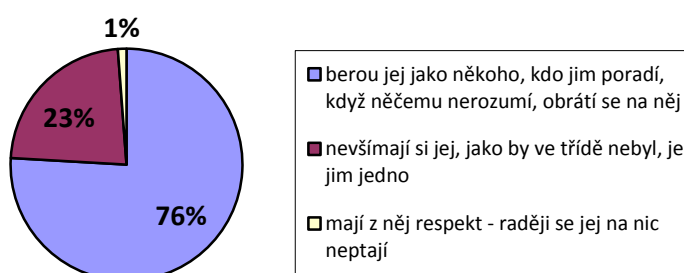 1%
23%
76%
berou jej jako někoho, kdo jim poradí,
když něčemu nerozumí, obrátí se na něj
nevšímají si jej, jako by ve třídě nebyl, je
jim jedno
mají z něj respekt - raději se jej na nic
neptají